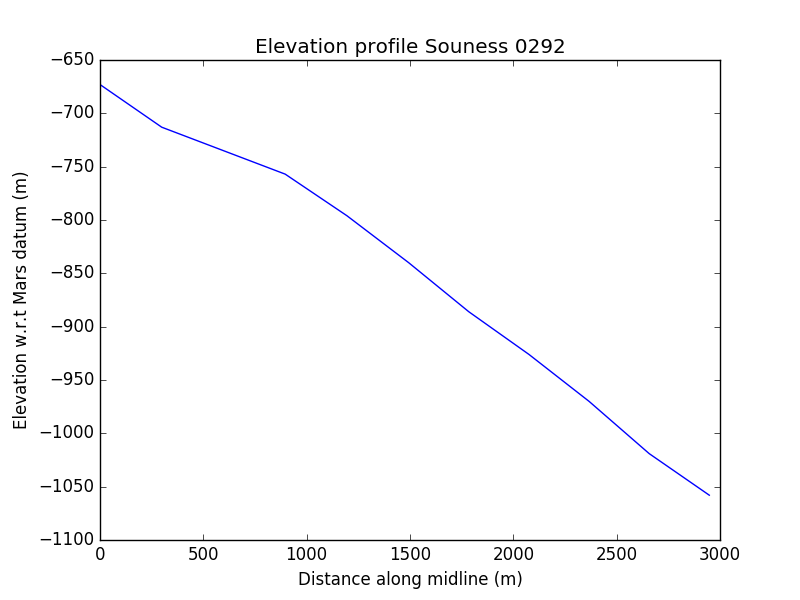 Elevation profile Souness 0292
−650
−700
−750
−800
−850
−900
−950
−1000
−1050
−1100
Elevation w.r.t Mars datum (m)
0 500 1000 1500 2000 2500 3000
Distance along midline (m)